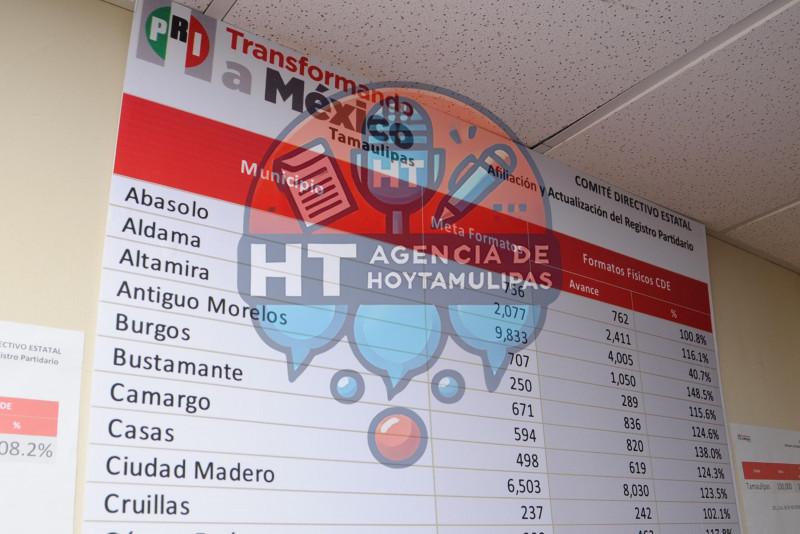 PRI
Transformando
a México
Tamaulipas
COMITÉ DIRECTIVO ESTATAL
Afiliación y Actualización del Registro Partidario
Municipio Meta Formatos Formatos Físicos CDE
Avance %
Abasolo 756 762 100.8%
Aldama 2,077 2,411 116.1%
Altamira 9,833 4,005 40.7%
Antiguo Morelos 707 1,050 148.5%
Burgos 250 289 115.6%
Bustamante 671 836 124.6%
Camargo 594 820 138.0%
Casas 498 619 124.3%
Ciudad Madero 6,503 8,030 123.5%
Cruillas 237 242 102.1%
117.8%
HT
HT AGENCIA DE
HOYTAMULIPAS
DIRECTIVO ESTATAL
Registro Partidario
DE
%
08.2%
Tamaulipas